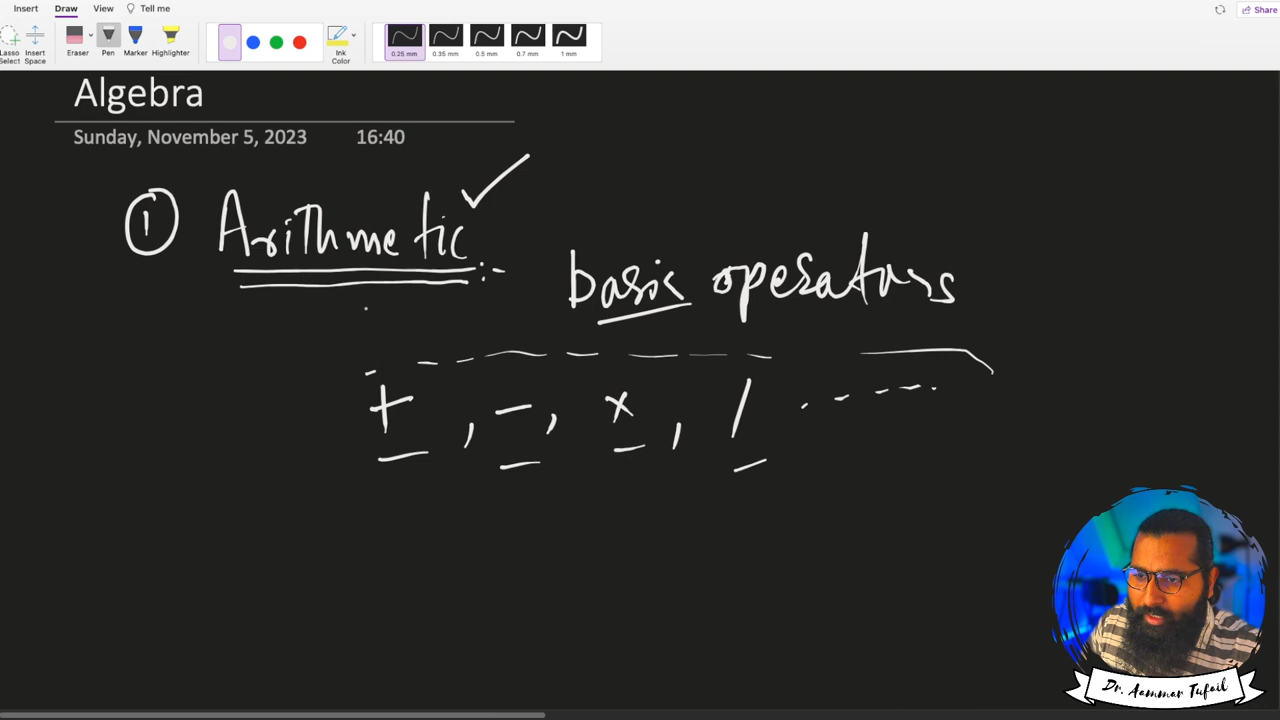 Insert Draw View Tell me Share
Lasso Select Insert Space Eraser Pen Marker Highlighter Ink Color 0.25 mm 0.35 mm 0.5 mm 0.7 mm 1 mm
Algebra
Sunday, November 5, 2023 16:40
① Arithmetic :- basic operators
+ , - , × , /
Dr. Aammar Tufail